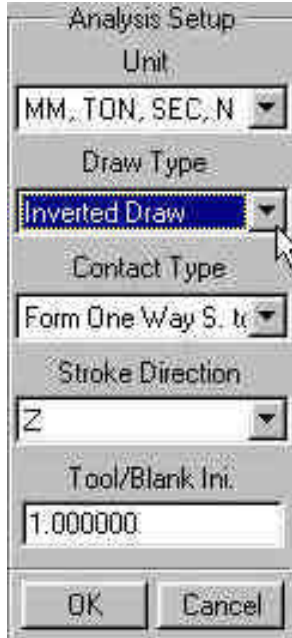 Analysis Setup
Unit
MM, TON, SEC, N
Draw Type
Inverted Draw
Contact Type
Form One Way S. to
Stroke Direction
Z
Tool/Blank Ini.
1.000000
OK Cancel